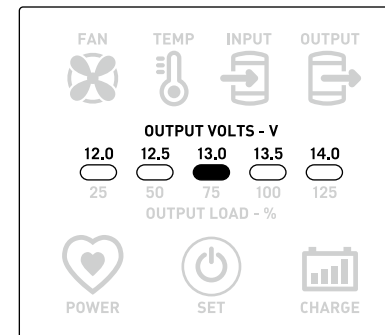 FAN TEMP INPUT OUTPUT
OUTPUT VOLTS - V
12.0 12.5 13.0 13.5 14.0
25 50 75 100 125
OUTPUT LOAD - %
POWER SET CHARGE